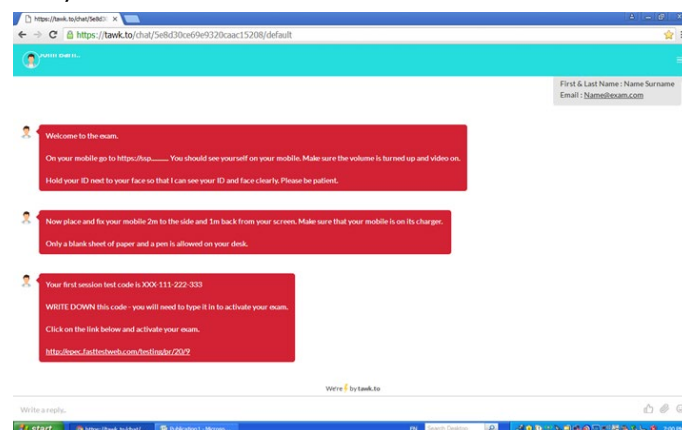 https://tawk.to/chat/5e8d3
https://tawk.to/chat/5e8d30ce69e9320caac15208/default
First & Last Name : Name Surname
Email : Name@exam.com
Welcome to the exam.
On your mobile go to https://ssp........ You should see yourself on your mobile. Make sure the volume is turned up and video on.
Hold your ID next to your face so that I can see your ID and face clearly. Please be patient.
Now place and fix your mobile 2m to the side and 1m back from your screen. Make sure that your mobile is on its charger.
Only a blank sheet of paper and a pen is allowed on your desk.
Your first session test code is XXX-111-222-333
WRITE DOWN this code - you will need to type it in to activate your exam.
Click on the link below and activate your exam.
http://epec.fasttestweb.com/testing/br/20/9
We're by tawk.to
Write a reply..
start
Publication1 - Micros
EN
Search Desktop